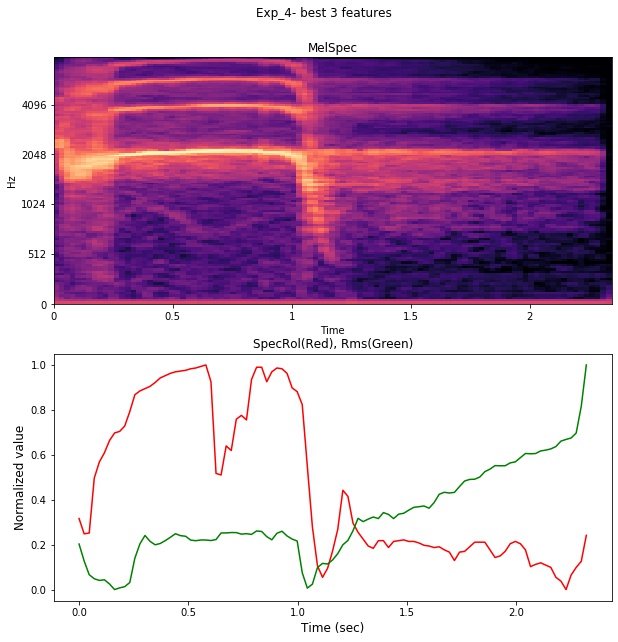 Exp_4- best 3 features
MelSpec
Hz
4096
2048
1024
512
0
0 0.5 1 1.5 2
Time
SpecRol(Red), Rms(Green)
Normalized value
1.0
0.8
0.6
0.4
0.2
0.0
0.0 0.5 1.0 1.5 2.0
Time (sec)